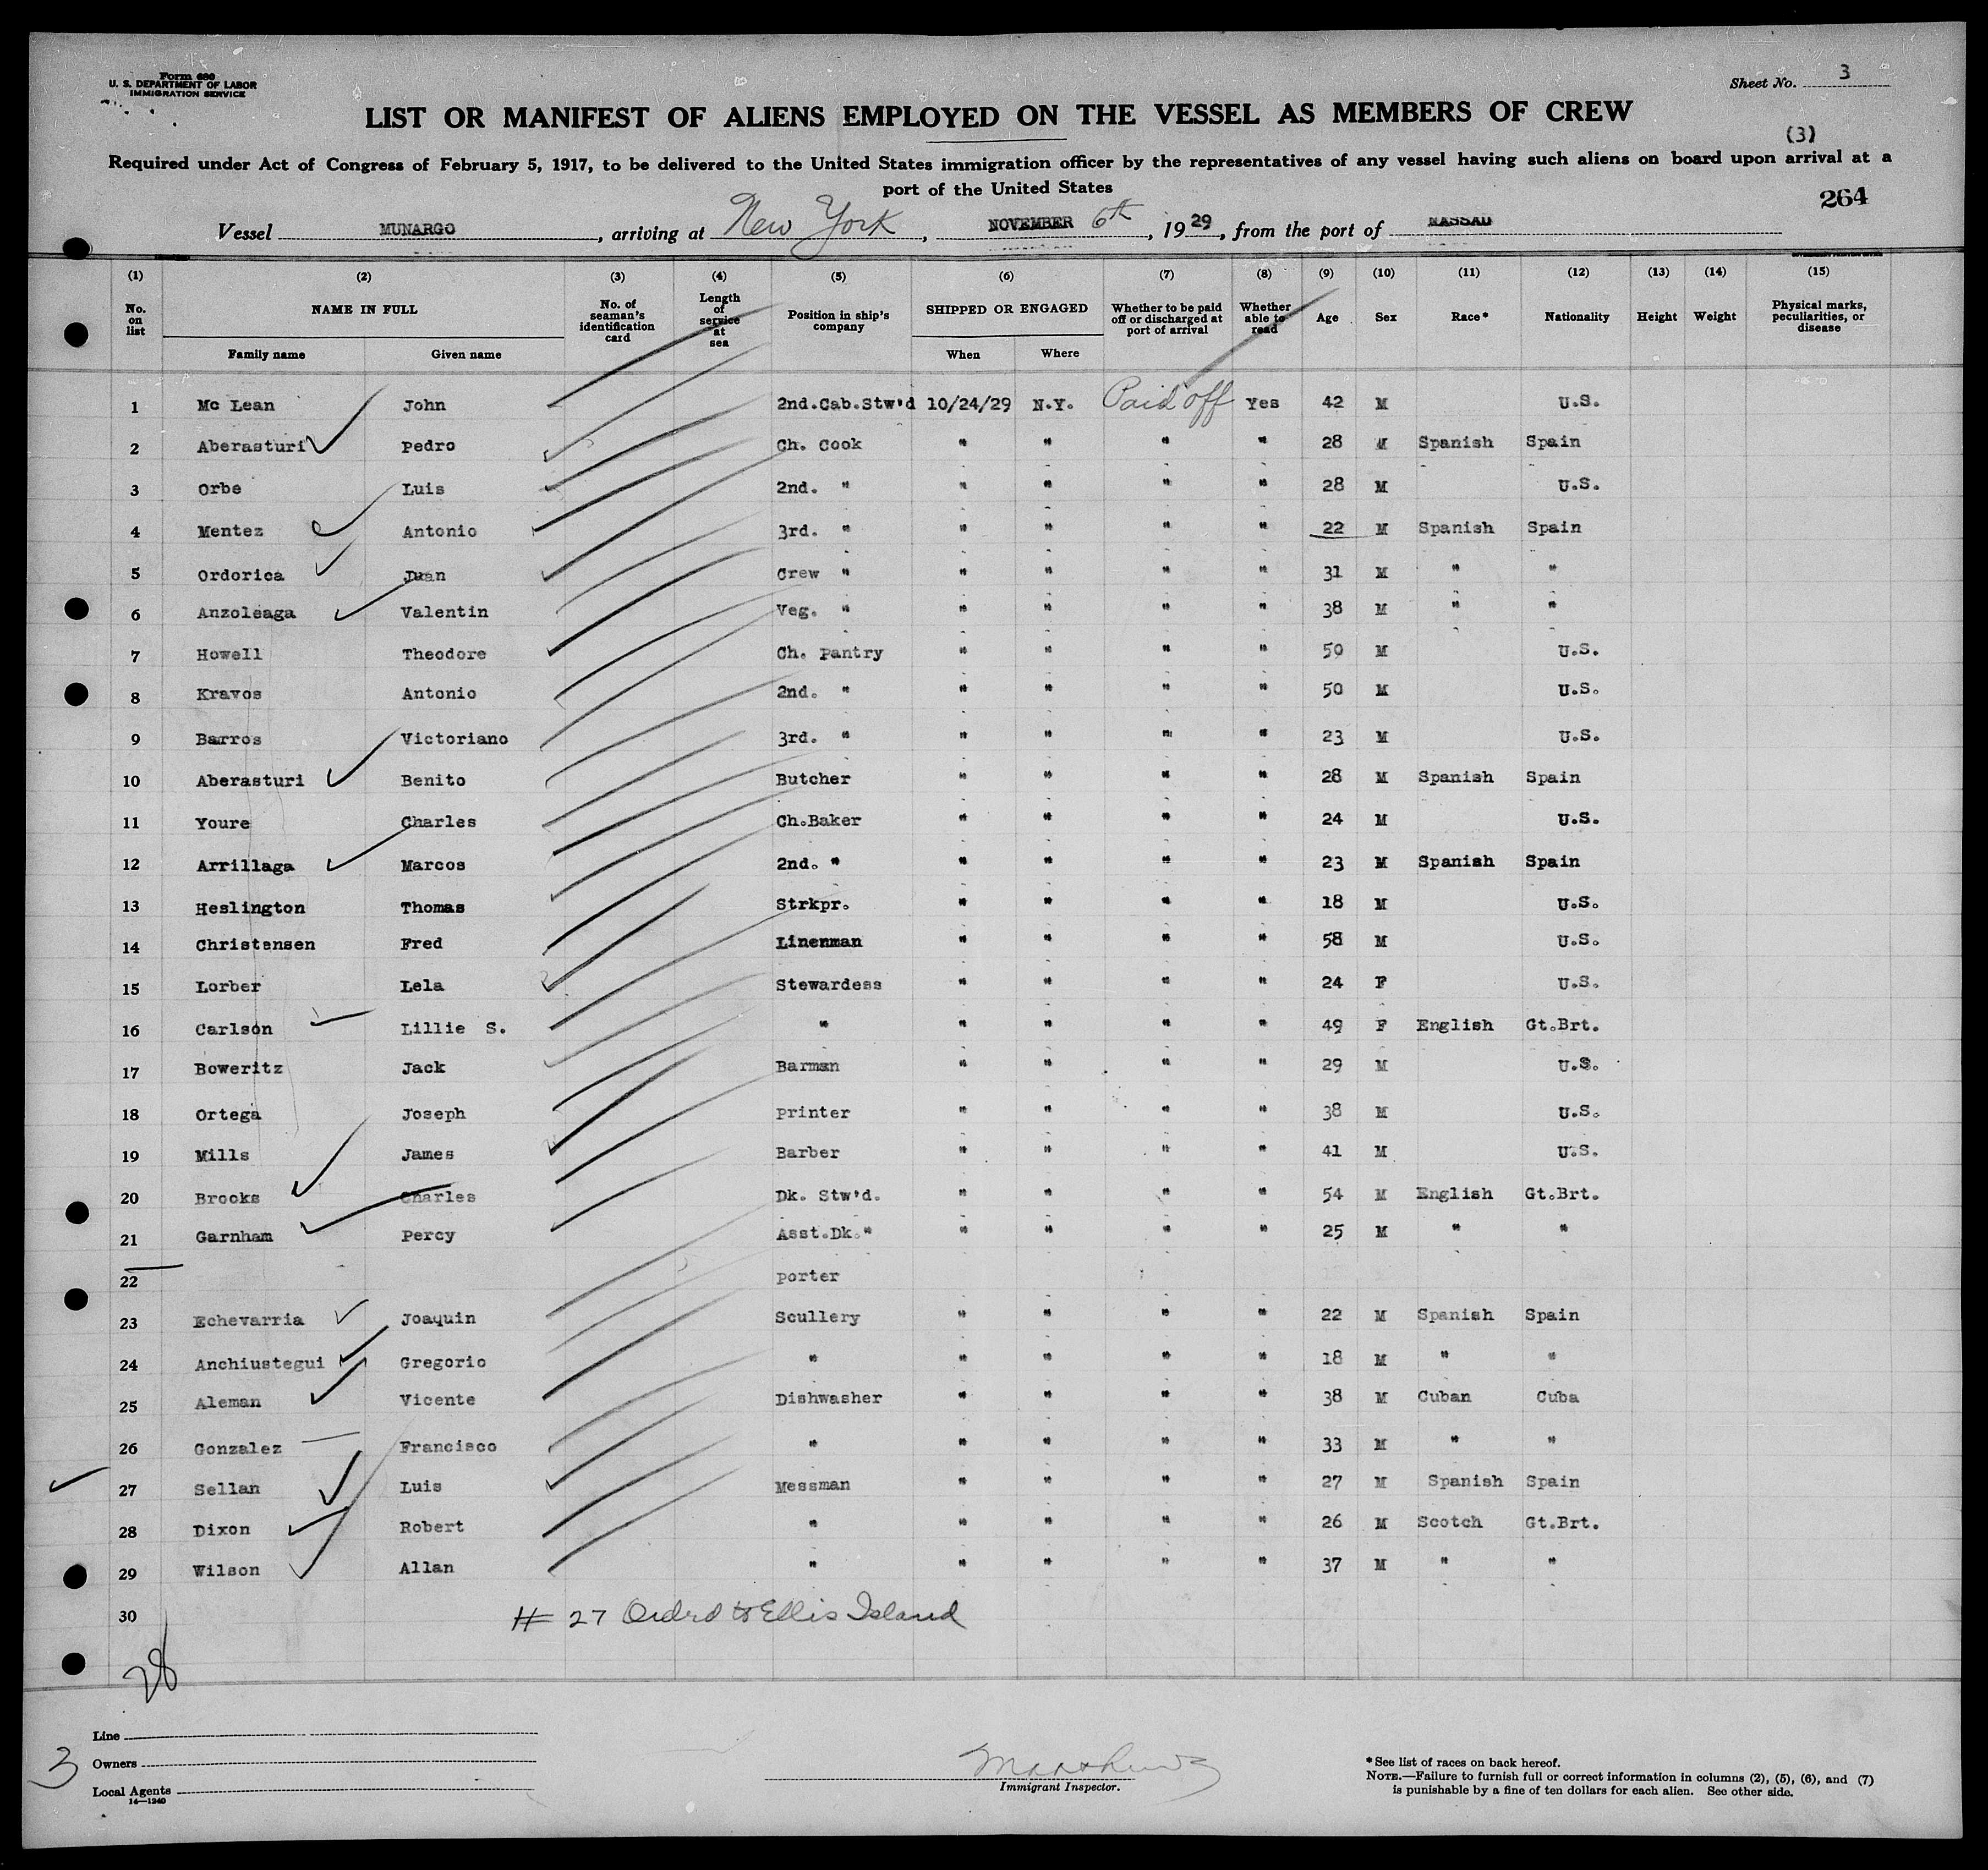 Form 680
U. S. DEPARTMENT OF LABOR
IMMIGRATION SERVICE
Sheet No. 3
LIST OR MANIFEST OF ALIENS EMPLOYED ON THE VESSEL AS MEMBERS OF CREW
(3)
Required under Act of Congress of February 5, 1917, to be delivered to the United States immigration officer by the representatives of any vessel having such aliens on board upon arrival at a
port of the United States
264
Vessel MUNARGO, arriving at New York, NOVEMBER 6th, 1929, from the port of NASSAU
(1) (2) (3) (4) (5) (6) (7) (8) (9) (10) (11) (12) (13) (14) (15)
No. on list NAME IN FULL No. of seaman's identification card Length of service at sea Position in ship's company SHIPPED OR ENGAGED Whether to be paid off or discharged at port of arrival Whether able to read Age Sex Race* Nationality Height Weight Physical marks, peculiarities, or disease
Family name Given name When Where
1 Mc Lean John 2nd.Cab.Stw'd 10/24/29 N.Y. Paid off Yes 42 M U.S.
2 Aberasturi Pedro Ch. Cook " " " " 28 M Spanish Spain
3 Orbe Luis 2nd. " " " " " 28 M U.S.
4 Mentez Antonio 3rd. " " " " " 22 M Spanish Spain
5 Ordorica Juan Crew " " " " " 31 M " "
6 Anzoleaga Valentin Veg. " " " " " 38 M " "
7 Howell Theodore Ch. Pantry " " " " 50 M U.S.
8 Kravos Antonio 2nd. " " " " " 50 M U.S.
9 Barros Victoriano 3rd. " " " " " 23 M U.S.
10 Aberasturi Benito Butcher " " " " 28 M Spanish Spain
11 Youre Charles Ch.Baker " " " " 24 M U.S.
12 Arrillaga Marcos 2nd. " " " " " 23 M Spanish Spain
13 Heslington Thomas Strkpr. " " " " 18 M U.S.
14 Christensen Fred Linenman " " " " 58 M U.S.
15 Lorber Lela Stewardess " " " " 24 F U.S.
16 Carlson Lillie S. " " " " " 49 F English Gt.Brt.
17 Boweritz Jack Barman " " " " 29 M U.S.
18 Ortega Joseph Printer " " " " 38 M U.S.
19 Mills James Barber " " " " 41 M U.S.
20 Brooks Charles Dk. Stw'd. " " " " 54 M English Gt.Brt.
21 Garnham Percy Asst.Dk." " " " " 25 M " "
22 Porter
23 Echevarria Joaquin Scullery " " " " 22 M Spanish Spain
24 Anchiustegui Gregorio " " " " " 18 M " "
25 Aleman Vicente Dishwasher " " " " 38 M Cuban Cuba
26 Gonzalez Francisco " " " " " 33 M " "
27 Sellan Luis Messman " " " " 27 M Spanish Spain
28 Dixon Robert " " " " " 26 M Scotch Gt.Brt.
29 Wilson Allan " " " " " 37 M " "
30 # 27 Ordrd to Ellis Island
28
Line
Owners
3
Local Agents
14—1240
Immigrant Inspector.
*See list of races on back hereof.
NOTE.—Failure to furnish full or correct information in columns (2), (5), (6), and (7)
is punishable by a fine of ten dollars for each alien. See other side.